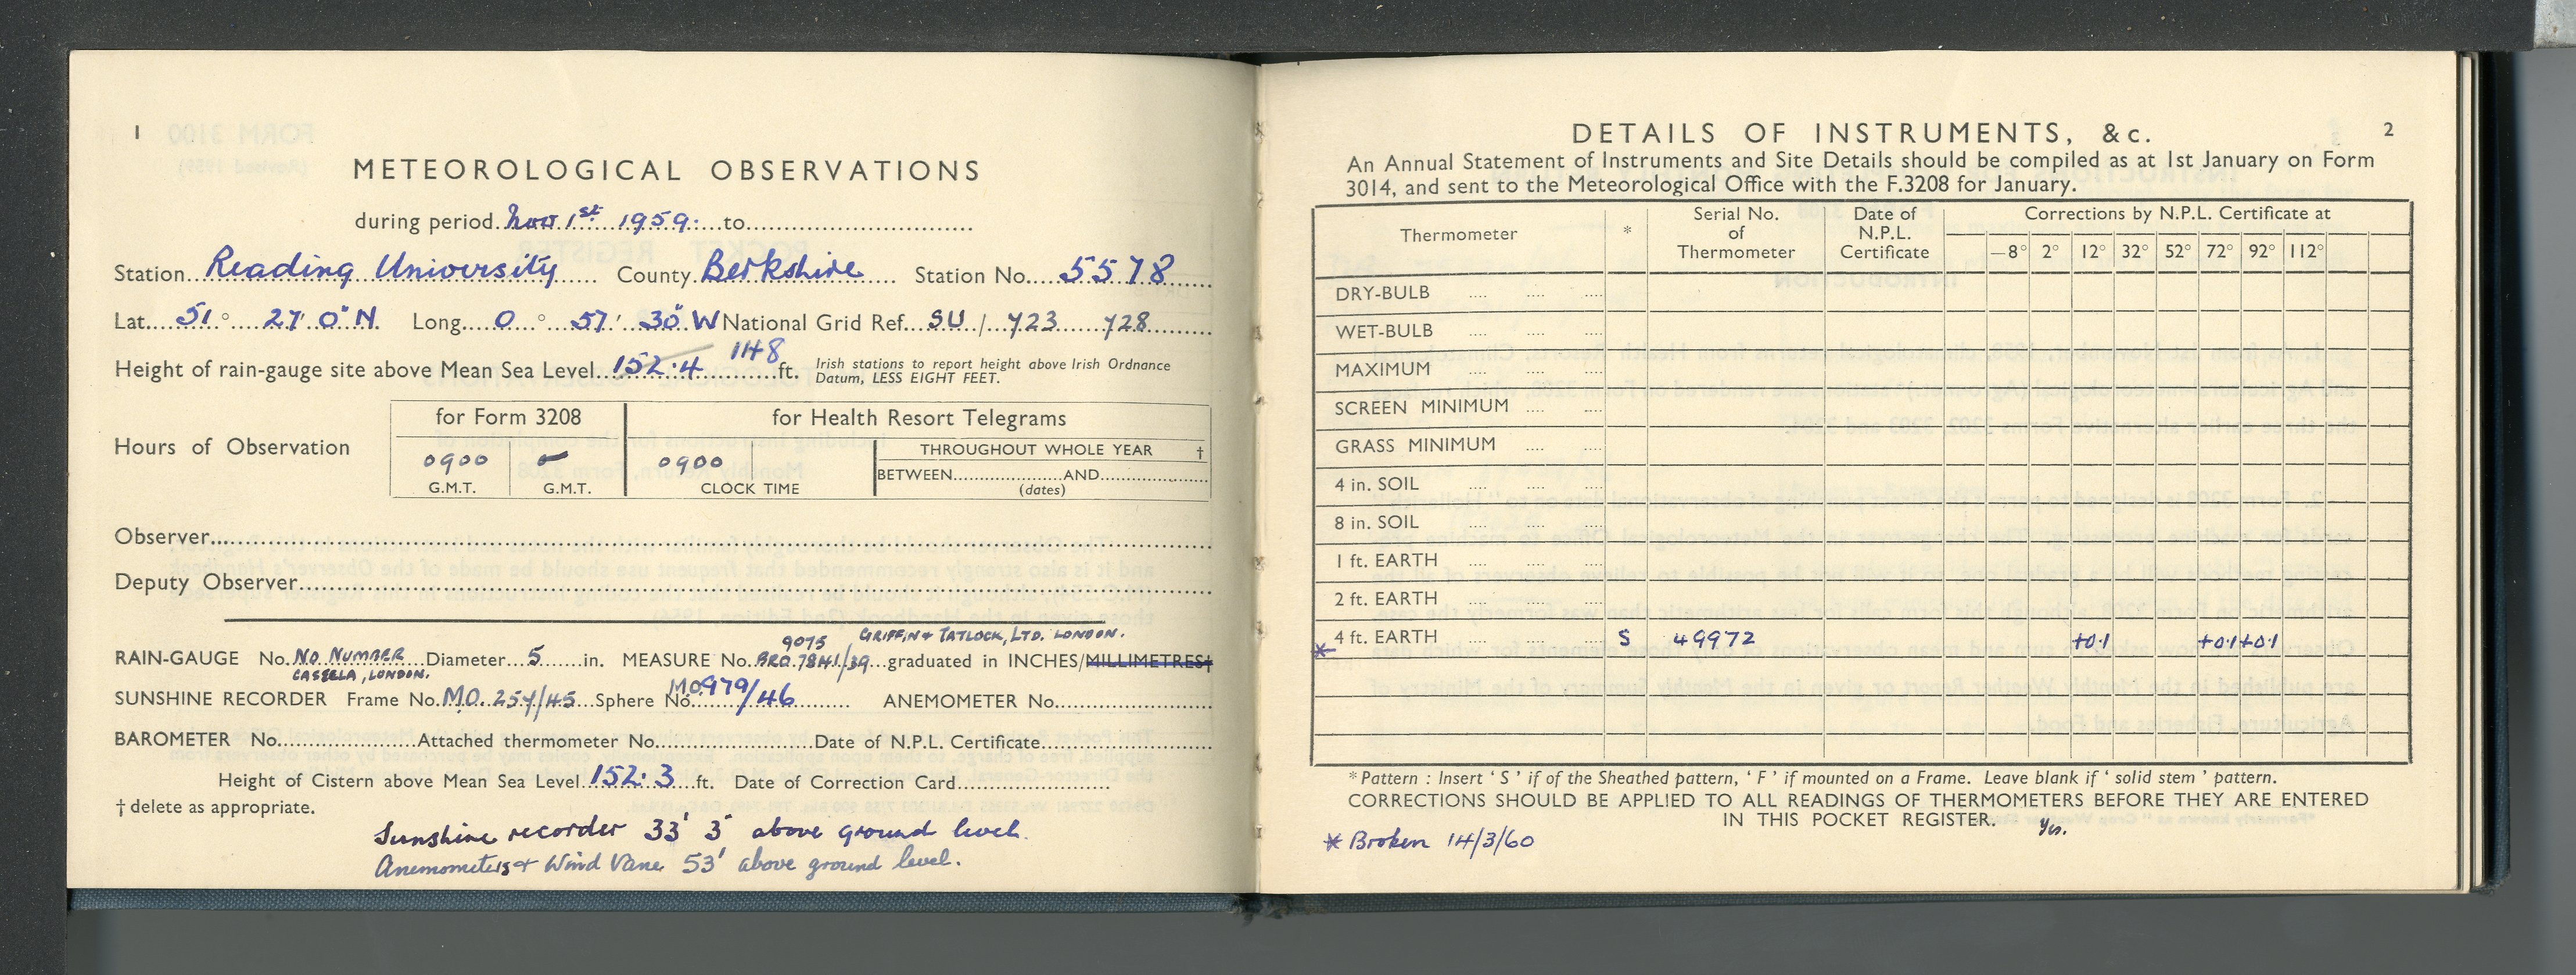 1
METEOROLOGICAL OBSERVATIONS
during period Nov 1st 1959. to
Station Reading University County Berkshire Station No. 5578
Lat. 51° 27' 0" N. Long. 0° 57' 30" W National Grid Ref. SU / 723 728
148
Height of rain-gauge site above Mean Sea Level 152.4 ft. Irish stations to report height above Irish Ordnance
Datum, LESS EIGHT FEET.
for Form 3208 for Health Resort Telegrams
Hours of Observation
THROUGHOUT WHOLE YEAR †
0900 – 0900
BETWEEN AND
G.M.T. G.M.T. CLOCK TIME (dates)
Observer
Deputy Observer
9075 GRIFFIN & TATLOCK, LTD. LONDON.
RAIN-GAUGE No. NO NUMBER Diameter 5 in. MEASURE No. BRO. 7841/39 graduated in INCHES/MILLIMETRES†
CASSELA, LONDON.
SUNSHINE RECORDER Frame No. M.O. 257/45 Sphere No. M.O. 979/46 ANEMOMETER No.
BAROMETER No. Attached thermometer No. Date of N.P.L. Certificate
Height of Cistern above Mean Sea Level 152.3 ft. Date of Correction Card
† delete as appropriate.
Sunshine recorder 33' 3" above ground level.
Anemometers & Wind Vane 53' above ground level.
2
DETAILS OF INSTRUMENTS, &c.
An Annual Statement of Instruments and Site Details should be compiled as at 1st January on Form
3014, and sent to the Meteorological Office with the F.3208 for January.
Thermometer * Serial No. of Thermometer Date of N.P.L. Certificate Corrections by N.P.L. Certificate at
—8° 2° 12° 32° 52° 72° 92° 112°
DRY-BULB .... .... ....
WET-BULB .... .... ....
MAXIMUM .... .... ....
SCREEN MINIMUM .... ....
GRASS MINIMUM .... ....
4 in. SOIL .... .... ....
8 in. SOIL .... .... ....
1 ft. EARTH .... .... ....
2 ft. EARTH .... .... ....
* 4 ft. EARTH .... .... .... S 49972 +0.1 +0.1 +0.1
* Pattern : Insert ' S ' if of the Sheathed pattern, ' F ' if mounted on a Frame. Leave blank if ' solid stem ' pattern.
CORRECTIONS SHOULD BE APPLIED TO ALL READINGS OF THERMOMETERS BEFORE THEY ARE ENTERED
IN THIS POCKET REGISTER. Yes.
* Broken 14/3/60